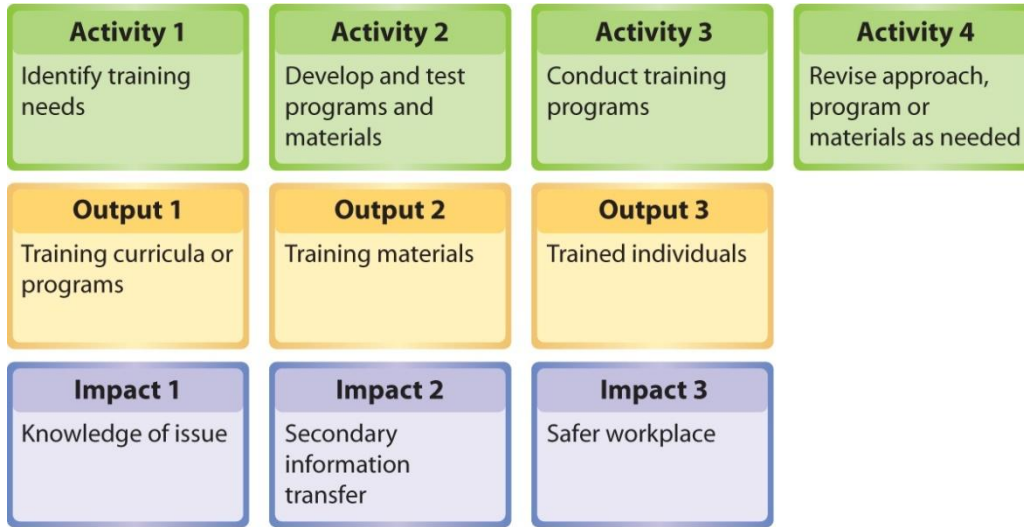 Activity 1
Identify training
needs
Activity 2
Develop and test
programs and
materials
Activity 3
Conduct training
programs
Activity 4
Revise approach,
program or
materials as needed
Output 1
Training curricula or
programs
Output 2
Training materials
Output 3
Trained individuals
Impact 1
Knowledge of issue
Impact 2
Secondary
information
transfer
Impact 3
Safer workplace